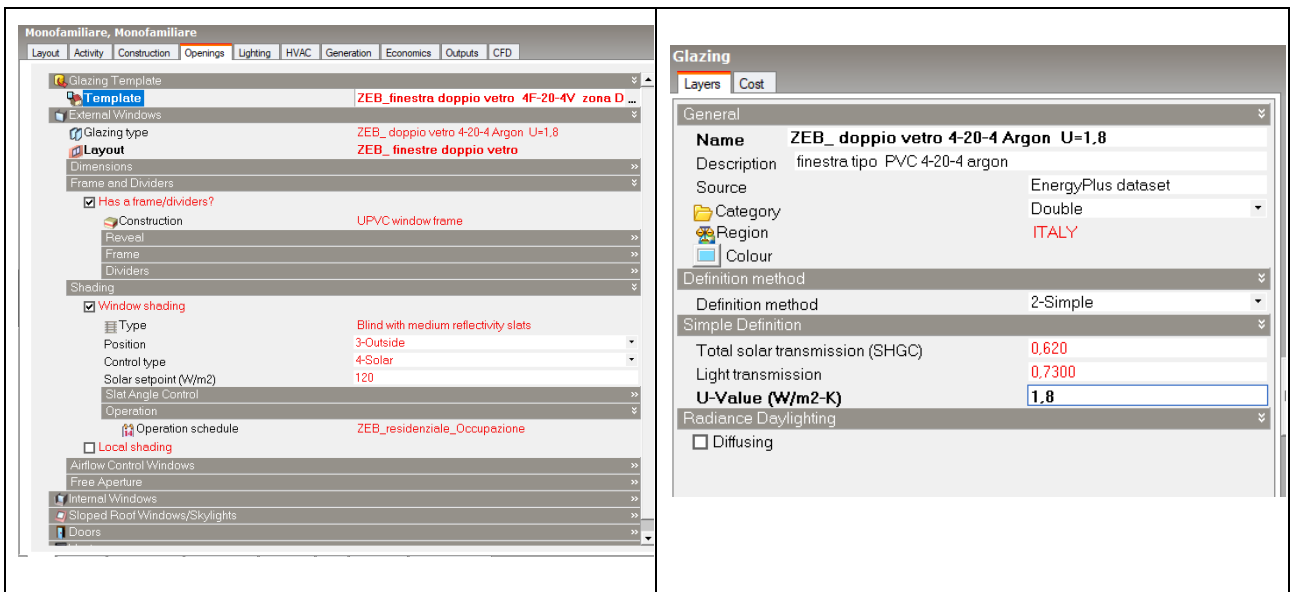 Monofamiliare, Monofamiliare
Layout Activity Construction Openings Lighting HVAC Generation Economics Outputs CFD
Glazing Template
Template ZEB_finestra doppio vetro 4F-20-4V zona D ...
External Windows
Glazing type ZEB_ doppio vetro 4-20-4 Argon U=1,8
Layout ZEB_ finestre doppio vetro
Dimensions
Frame and Dividers
Has a frame/dividers?
Construction UPVC window frame
Reveal
Frame
Dividers
Shading
Window shading
Type Blind with medium reflectivity slats
Position 3-Outside
Control type 4-Solar
Solar setpoint (W/m2) 120
Slat Angle Control
Operation
Operation schedule ZEB_residenziale_Occupazione
Local shading
Airflow Control Windows
Free Aperture
Internal Windows
Sloped Roof Windows/Skylights
Doors
Glazing
Layers Cost
General
Name ZEB_ doppio vetro 4-20-4 Argon U=1,8
Description finestra tipo PVC 4-20-4 argon
Source EnergyPlus dataset
Category Double
Region ITALY
Colour
Definition method
Definition method 2-Simple
Simple Definition
Total solar transmission (SHGC) 0,620
Light transmission 0,7300
U-Value (W/m2-K) 1,8
Radiance Daylighting
Diffusing